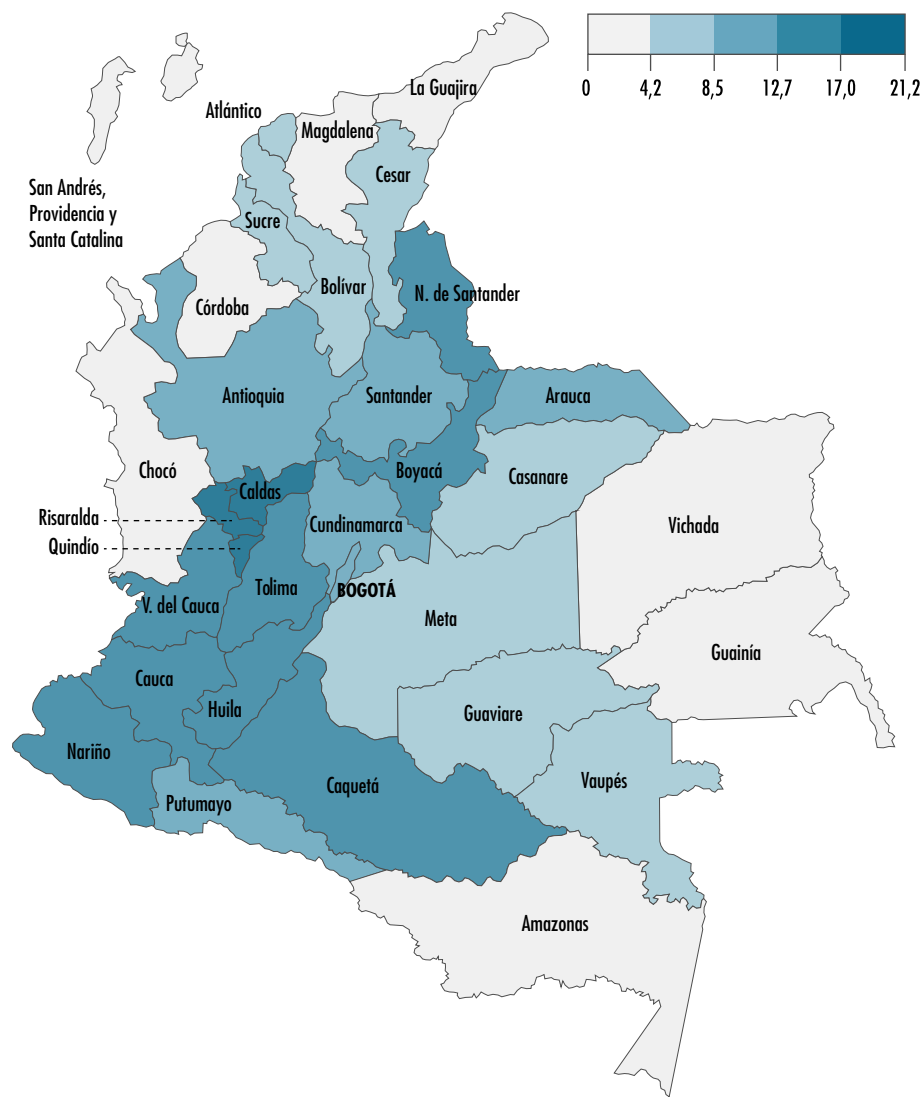 0
4,2
8,5
12,7
17,0
21,2
La Guajira
Atlántico
Magdalena
Cesar
San Andrés,
Providencia y
Santa Catalina
Sucre
Bolívar
N. de Santander
Córdoba
Antioquia
Santander
Arauca
Chocó
Boyacá
Casanare
Caldas
Risaralda
Cundinamarca
Vichada
Quindío
Tolima
BOGOTÁ
V. del Cauca
Meta
Guainía
Cauca
Huila
Guaviare
Nariño
Caquetá
Vaupés
Putumayo
Amazonas